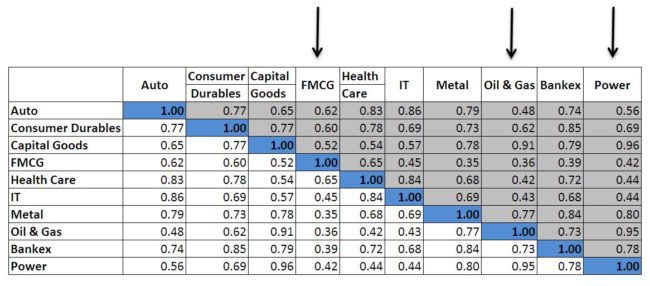 Auto Consumer Durables Capital Goods FMCG Health Care IT Metal Oil & Gas Bankex Power
Auto 1.00 0.77 0.65 0.62 0.83 0.86 0.79 0.48 0.74 0.56
Consumer Durables 0.77 1.00 0.77 0.60 0.78 0.69 0.73 0.62 0.85 0.69
Capital Goods 0.65 0.77 1.00 0.52 0.54 0.57 0.78 0.91 0.79 0.96
FMCG 0.62 0.60 0.52 1.00 0.65 0.45 0.35 0.36 0.39 0.42
Health Care 0.83 0.78 0.54 0.65 1.00 0.84 0.68 0.42 0.72 0.44
IT 0.86 0.69 0.57 0.45 0.84 1.00 0.69 0.43 0.68 0.44
Metal 0.79 0.73 0.78 0.35 0.68 0.69 1.00 0.77 0.84 0.80
Oil & Gas 0.48 0.62 0.91 0.36 0.42 0.43 0.77 1.00 0.73 0.95
Bankex 0.74 0.85 0.79 0.39 0.72 0.68 0.84 0.73 1.00 0.78
Power 0.56 0.69 0.96 0.42 0.44 0.44 0.80 0.95 0.78 1.00